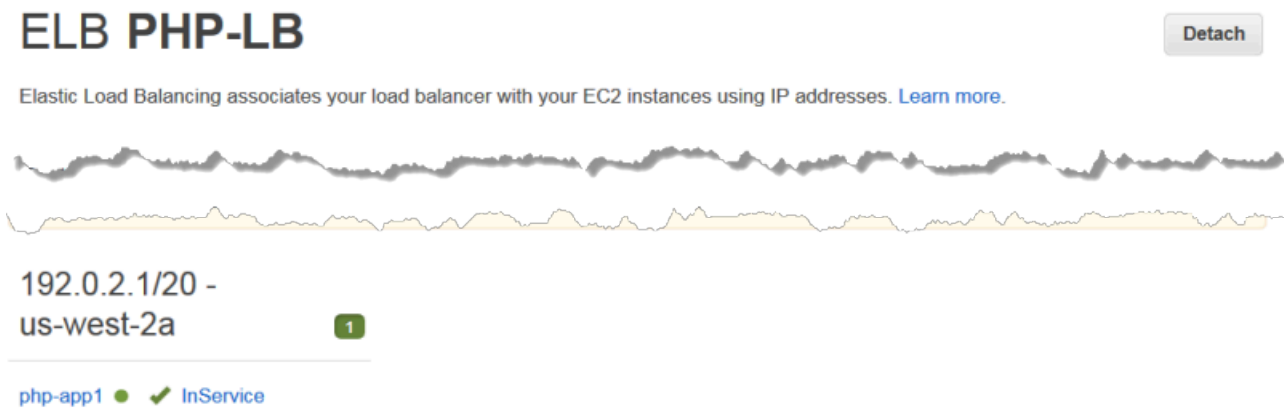 ELB PHP-LB
Detach
Elastic Load Balancing associates your load balancer with your EC2 instances using IP addresses. Learn more.
192.0.2.1/20 -
us-west-2a
1
php-app1 InService